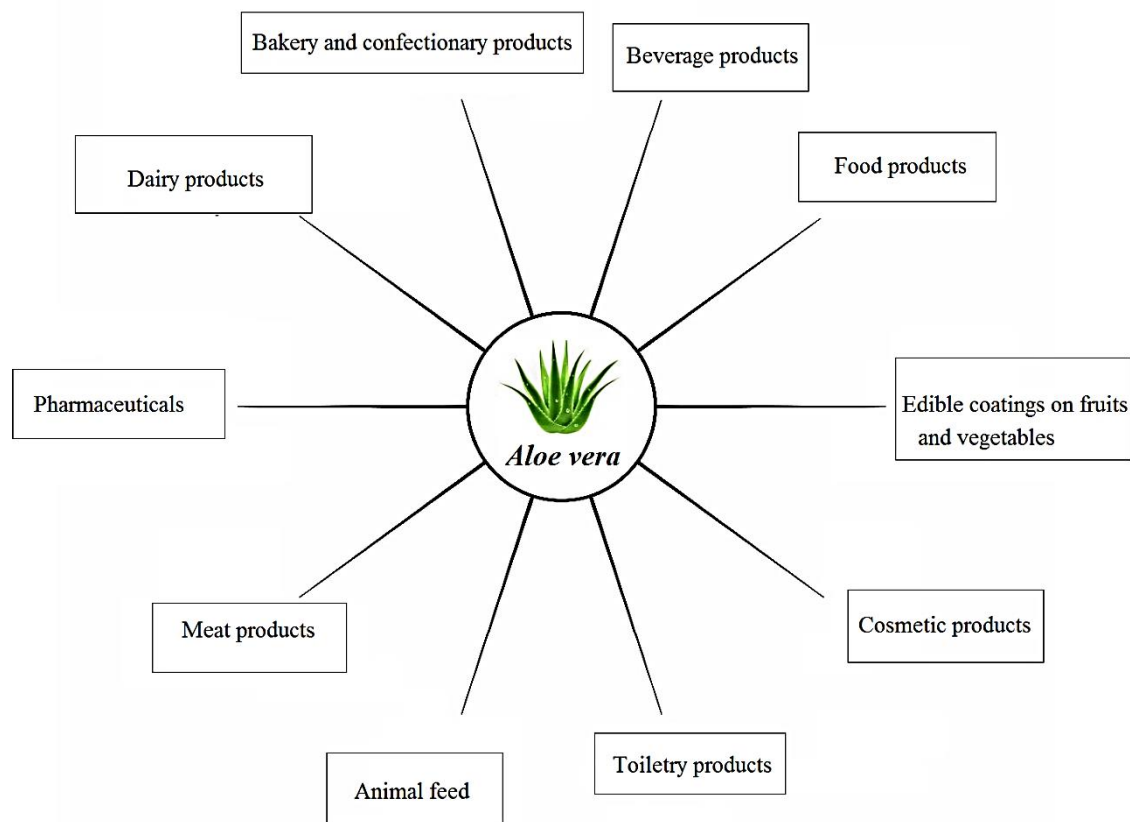 Bakery and confectionary products
Beverage products
Dairy products
Food products
Pharmaceuticals
Aloe vera
Edible coatings on fruits
and vegetables
Meat products
Cosmetic products
Animal feed
Toiletry products